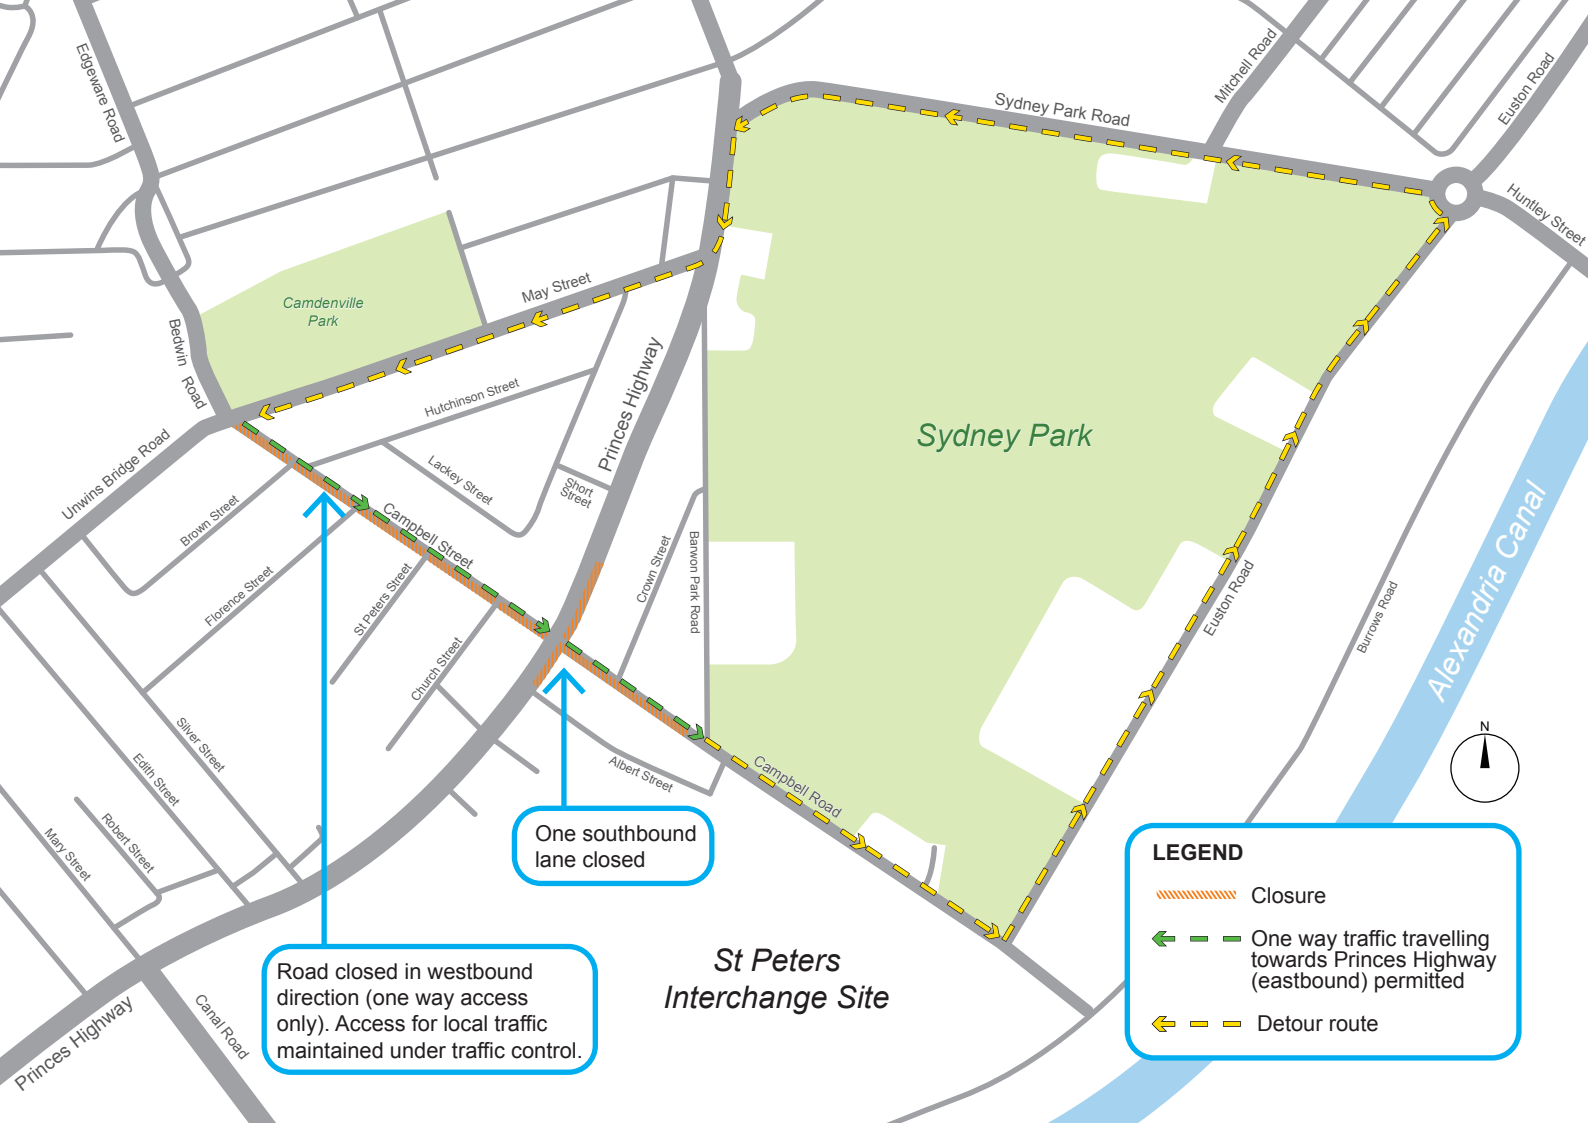 Edgeware Road
Mitchell Road
Euston Road
Sydney Park Road
Huntley Street
May Street
Camdenville
Park
Bedwin Road
Hutchinson Street
Princes Highway
Sydney Park
Unwins Bridge Road
Lackey Street
Short
Street
Brown Street
Campbell Street
Alexandria Canal
Florence Street
St Peters Street
Crown Street
Barwon Park Road
Euston Road
Burrows Road
Church Street
Silver Street
Edith Street
Albert Street
Campbell Road
N
Mary Street
Robert Street
One southbound
lane closed
LEGEND
Closure
One way traffic travelling
towards Princes Highway
(eastbound) permitted
Detour route
St Peters
Interchange Site
Road closed in westbound
direction (one way access
only). Access for local traffic
maintained under traffic control.
Canal Road
Princes Highway